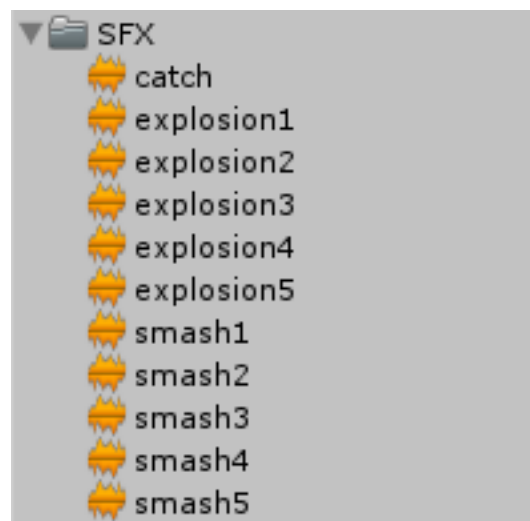 SFX
catch
explosion1
explosion2
explosion3
explosion4
explosion5
smash1
smash2
smash3
smash4
smash5